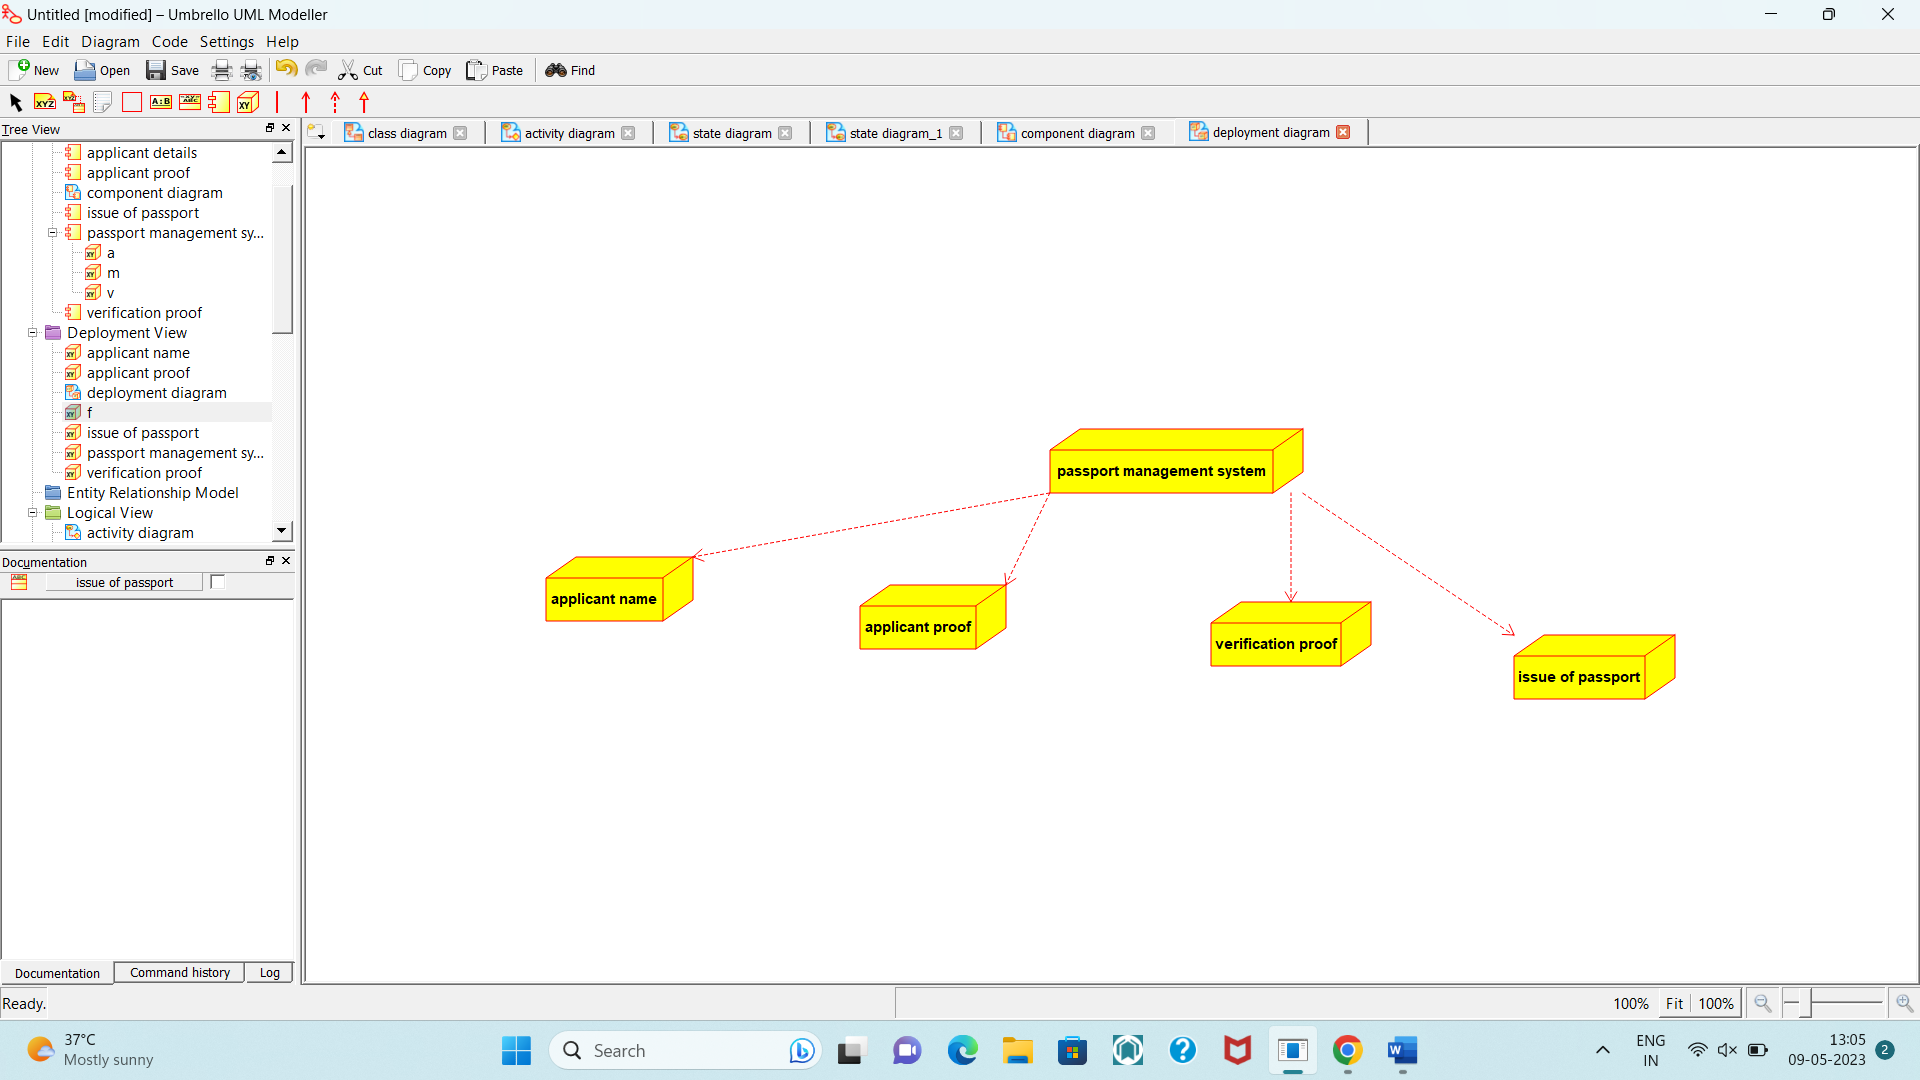 Untitled [modified] – Umbrello UML Modeller
File Edit Diagram Code Settings Help
New Open Save Cut Copy Paste Find
XYZ XYZ A:B ABC XY
Tree View
class diagram activity diagram state diagram state diagram_1 component diagram deployment diagram
applicant details
applicant proof
component diagram
issue of passport
passport management sy...
a
m
v
verification proof
Deployment View
applicant name
applicant proof
deployment diagram
f
issue of passport
passport management sy...
verification proof
Entity Relationship Model
Logical View
activity diagram
passport management system
applicant name
applicant proof
verification proof
issue of passport
Documentation
issue of passport
Documentation Command history Log
Ready.
100% Fit 100%
37°C
Mostly sunny
Search
ENG
IN
13:05
09-05-2023
2